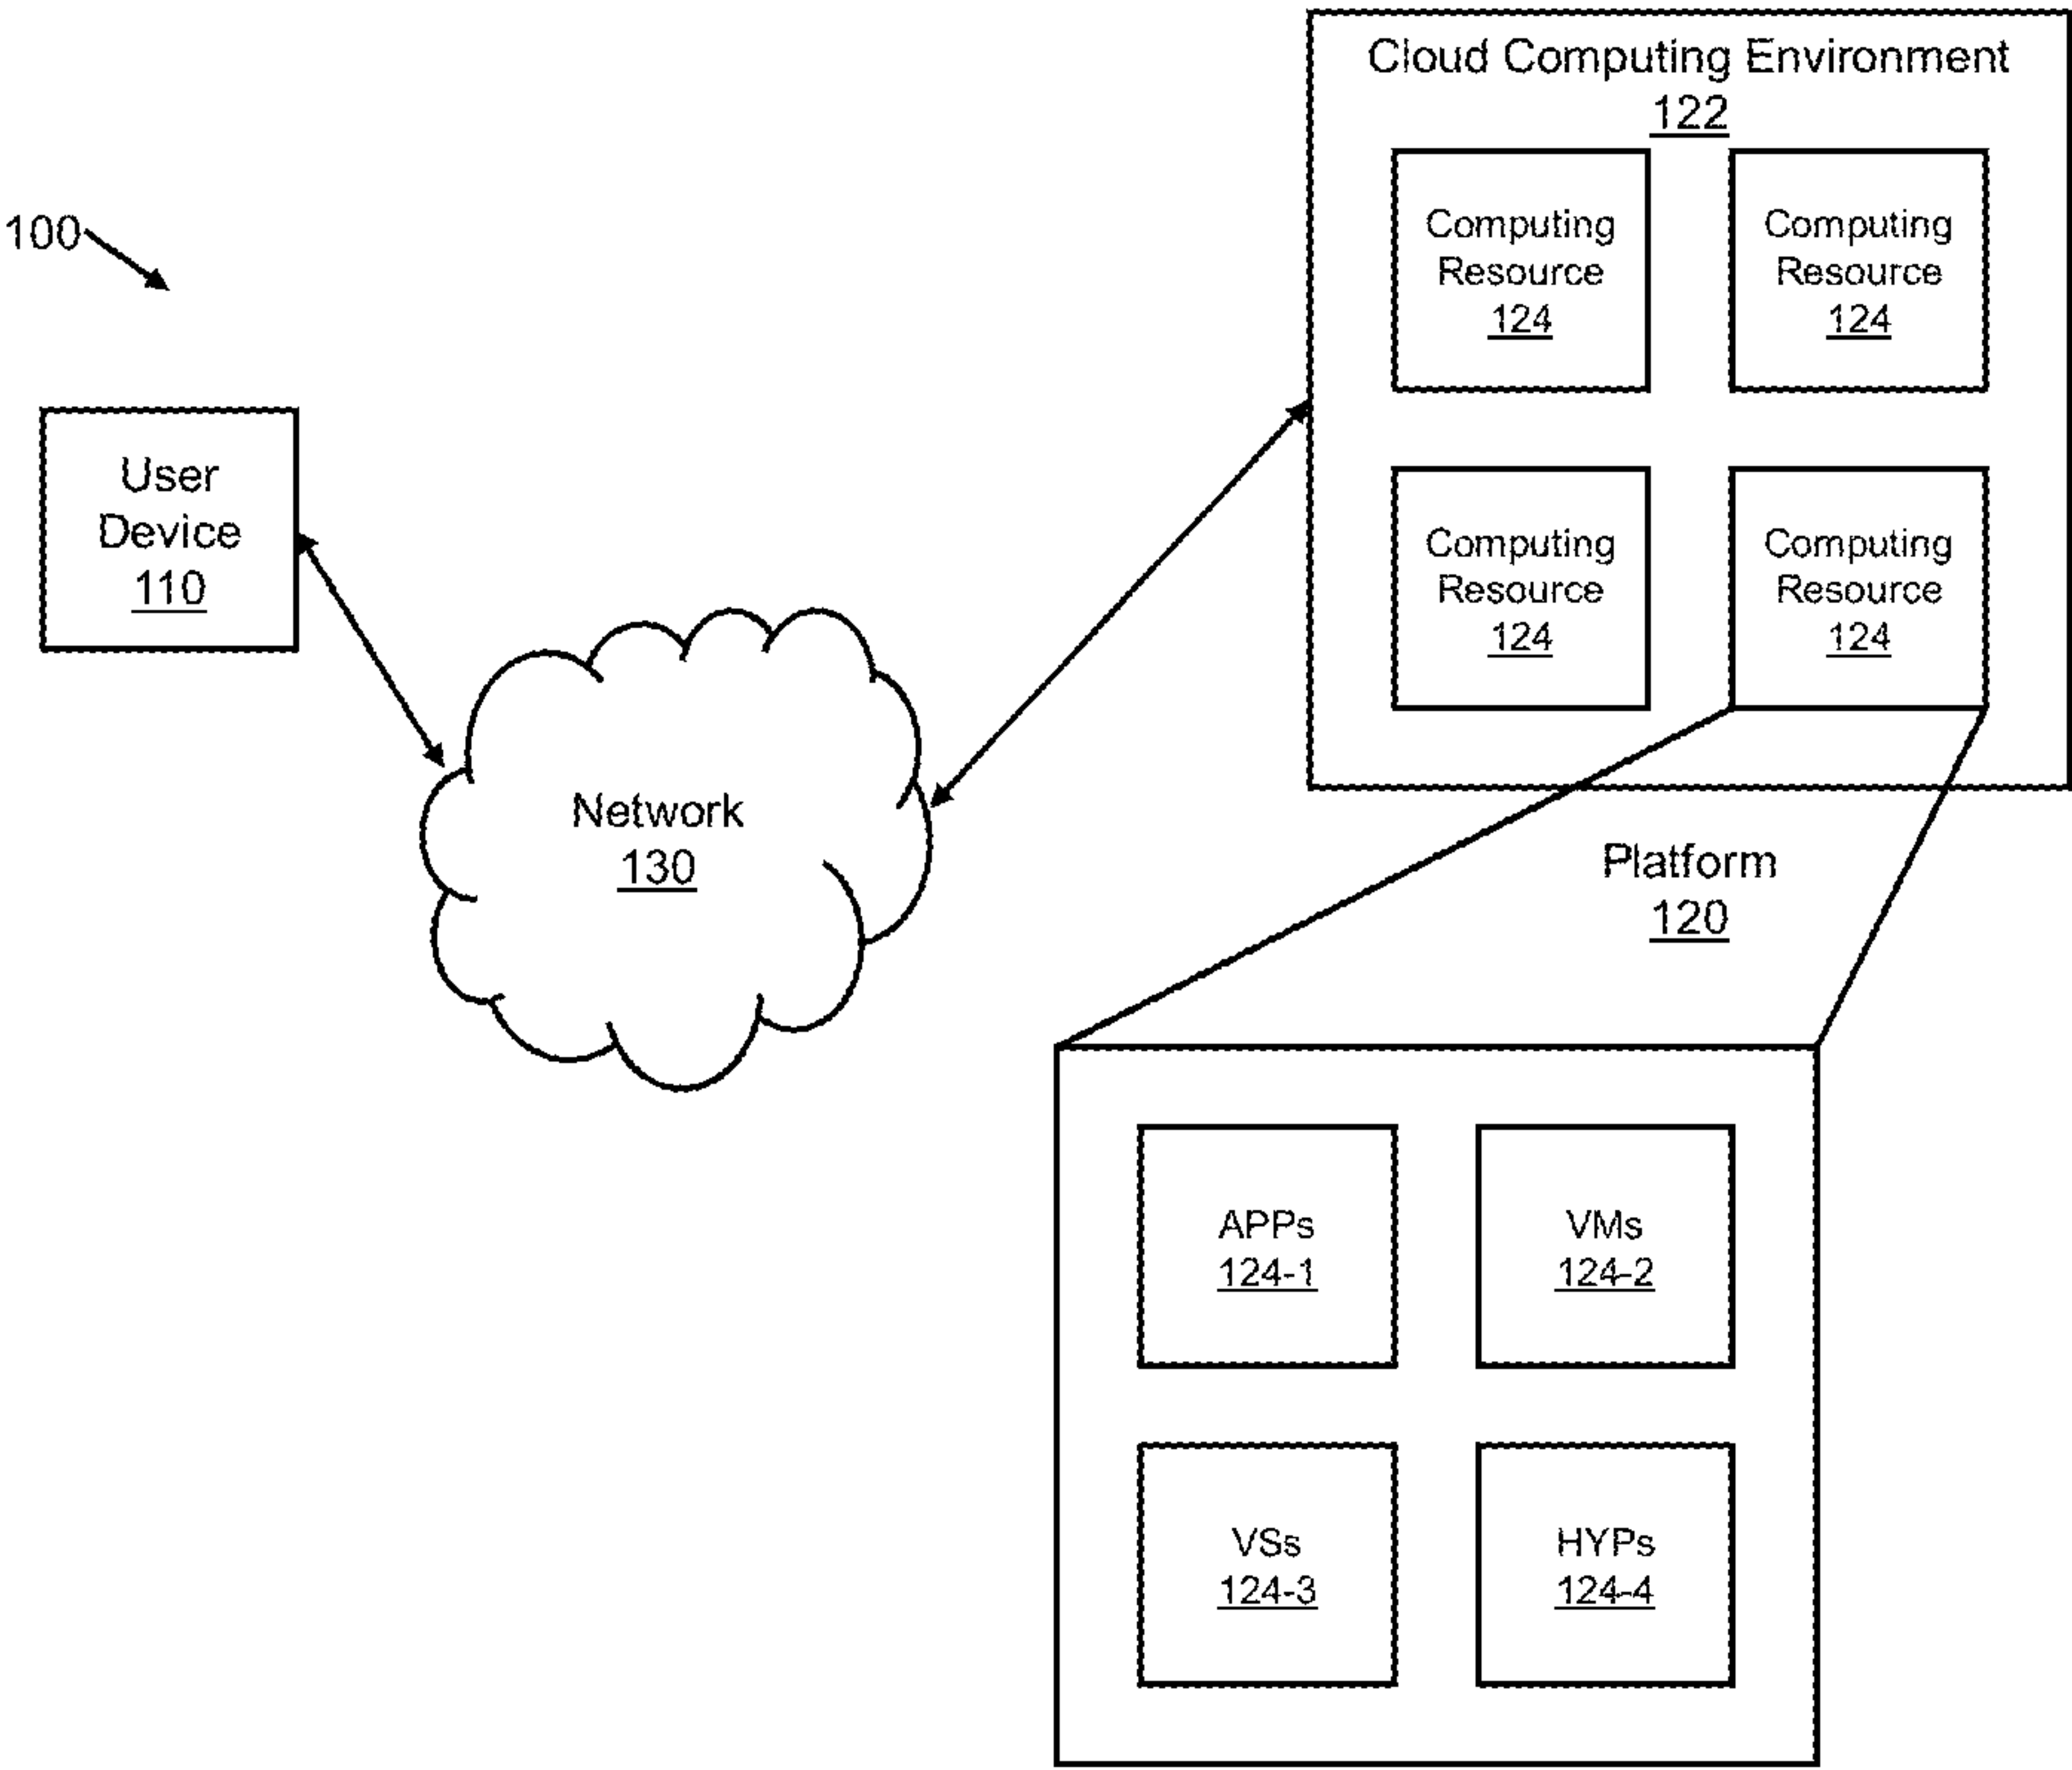 Cloud Computing Environment
122
100
Computing
Resource
124
Computing
Resource
124
User
Device
110
Computing
Resource
124
Computing
Resource
124
Network
130
Platform
120
APPs
124-1
VMs
124-2
VSs
124-3
HYPs
124-4